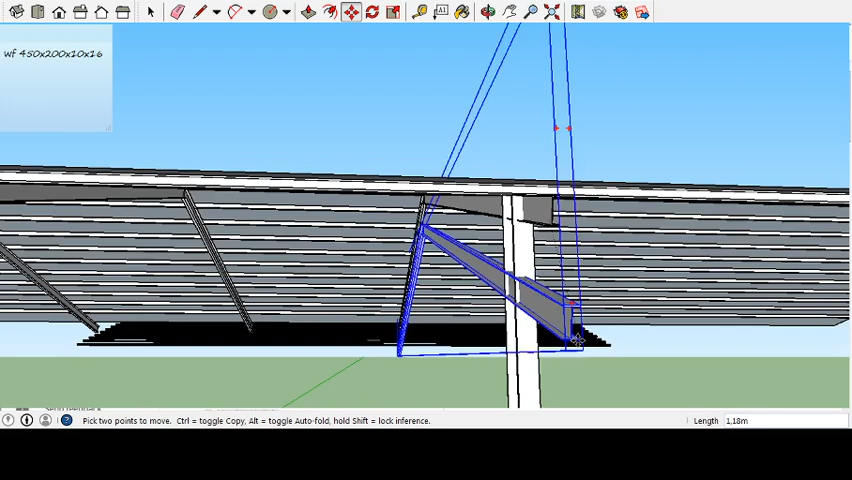 A1
wf 450x200x10x16
Pick two points to move. Ctrl = toggle Copy, Alt = toggle Auto-fold, hold Shift = lock inference.
Length 1,18m